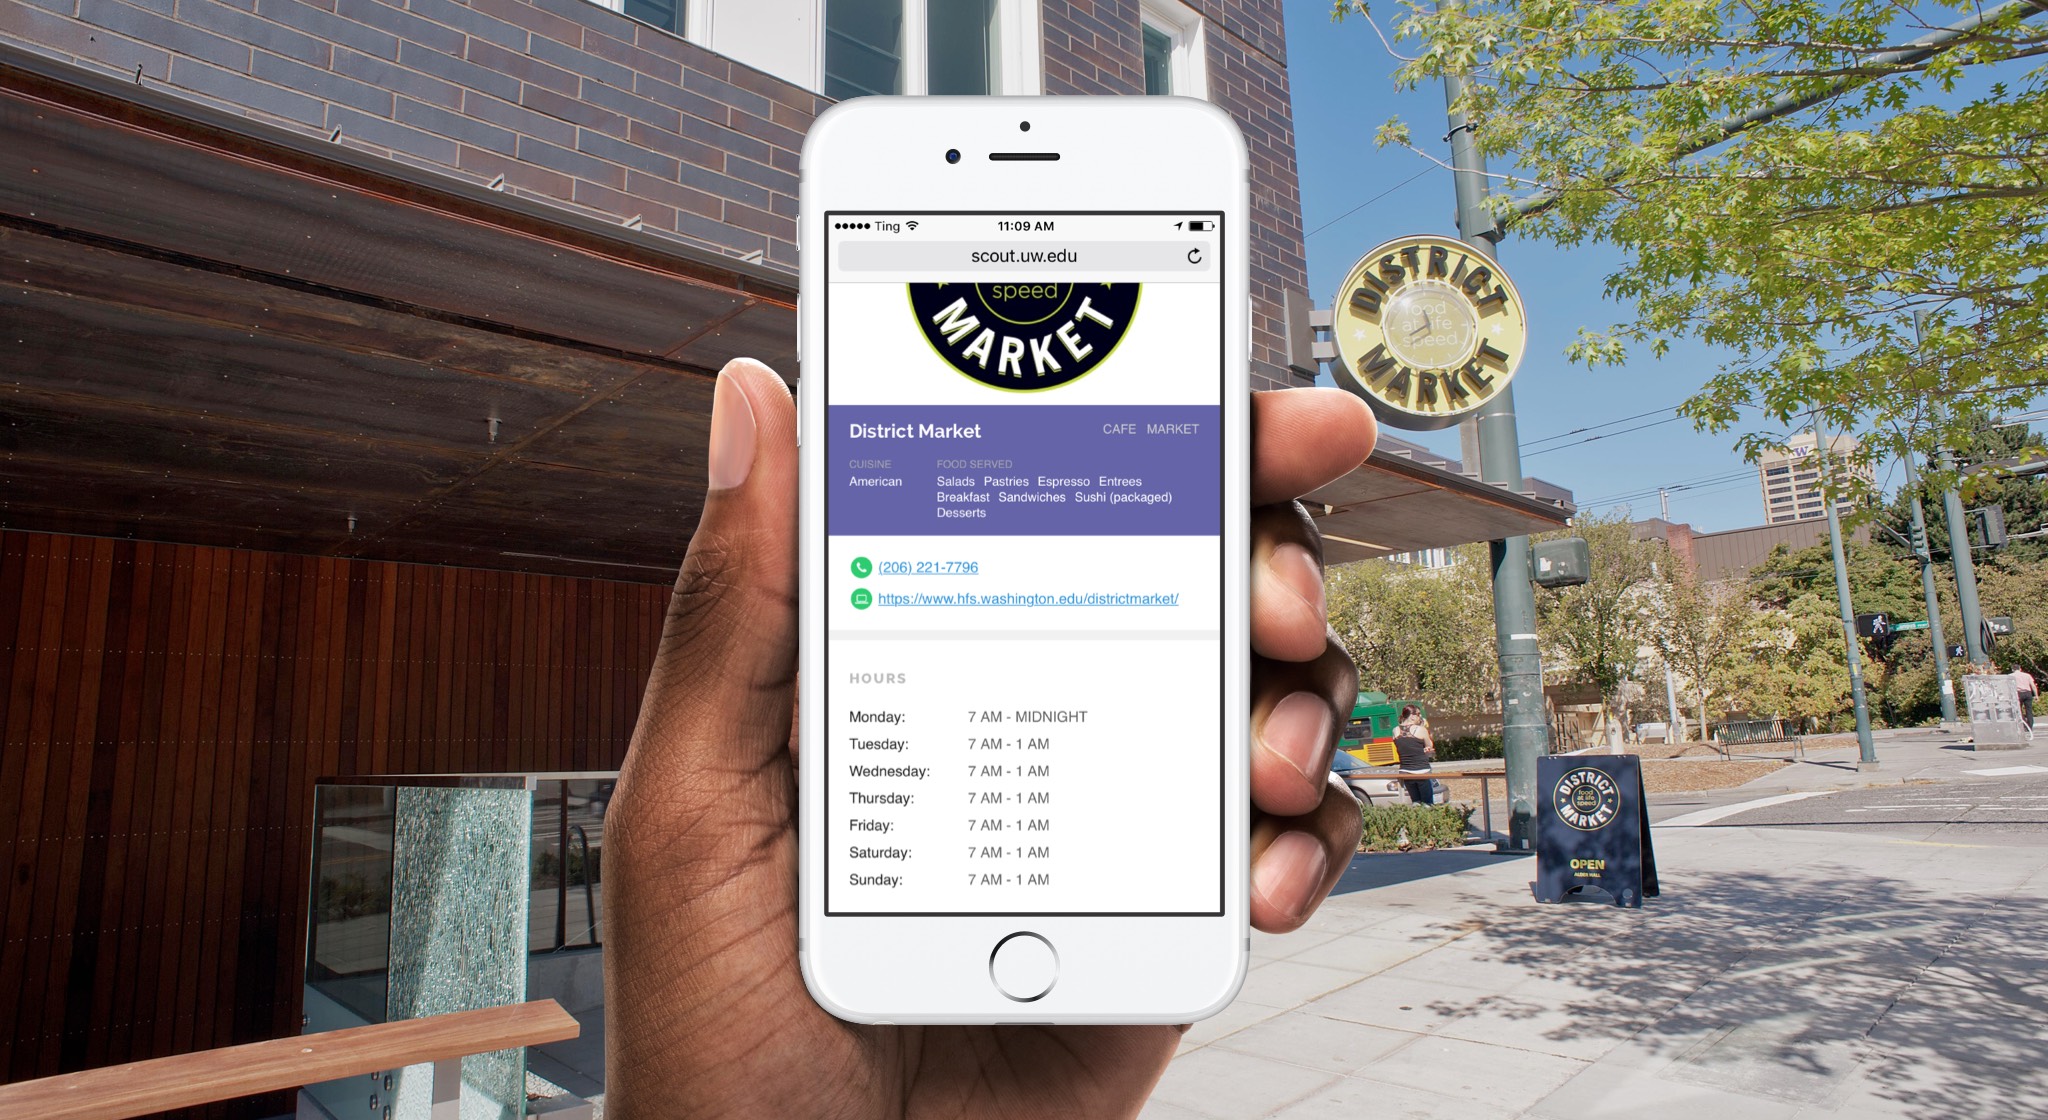 Ting
11:09 AM
scout.uw.edu
speed
MARKET
District Market
CAFE MARKET
CUISINE
American
FOOD SERVED
Salads Pastries Espresso Entrees
Breakfast Sandwiches Sushi (packaged)
Desserts
(206) 221-7796
https://www.hfs.washington.edu/districtmarket/
HOURS
Monday: 7 AM - MIDNIGHT
Tuesday: 7 AM - 1 AM
Wednesday: 7 AM - 1 AM
Thursday: 7 AM - 1 AM
Friday: 7 AM - 1 AM
Saturday: 7 AM - 1 AM
Sunday: 7 AM - 1 AM
DISTRICT
food
at life
speed
MARKET
W
DISTRICT
food
at life
speed
MARKET
OPEN
ALDER HALL